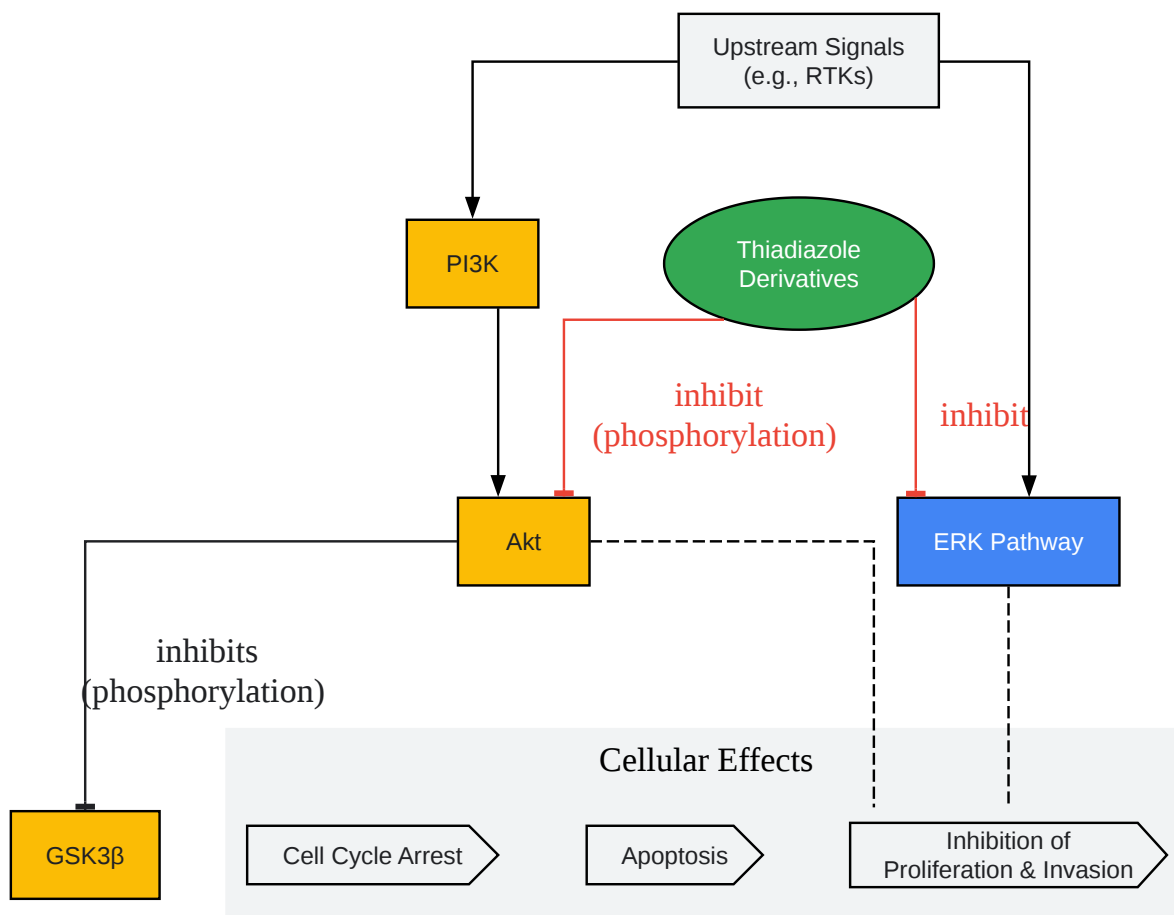 Upstream Signals
(e.g., RTKs)
PI3K
Thiadiazole
Derivatives
inhibit
(phosphorylation)
inhibit
Akt
ERK Pathway
inhibits
(phosphorylation)
Cellular Effects
GSK3β
Cell Cycle Arrest
Apoptosis
Inhibition of
Proliferation & Invasion